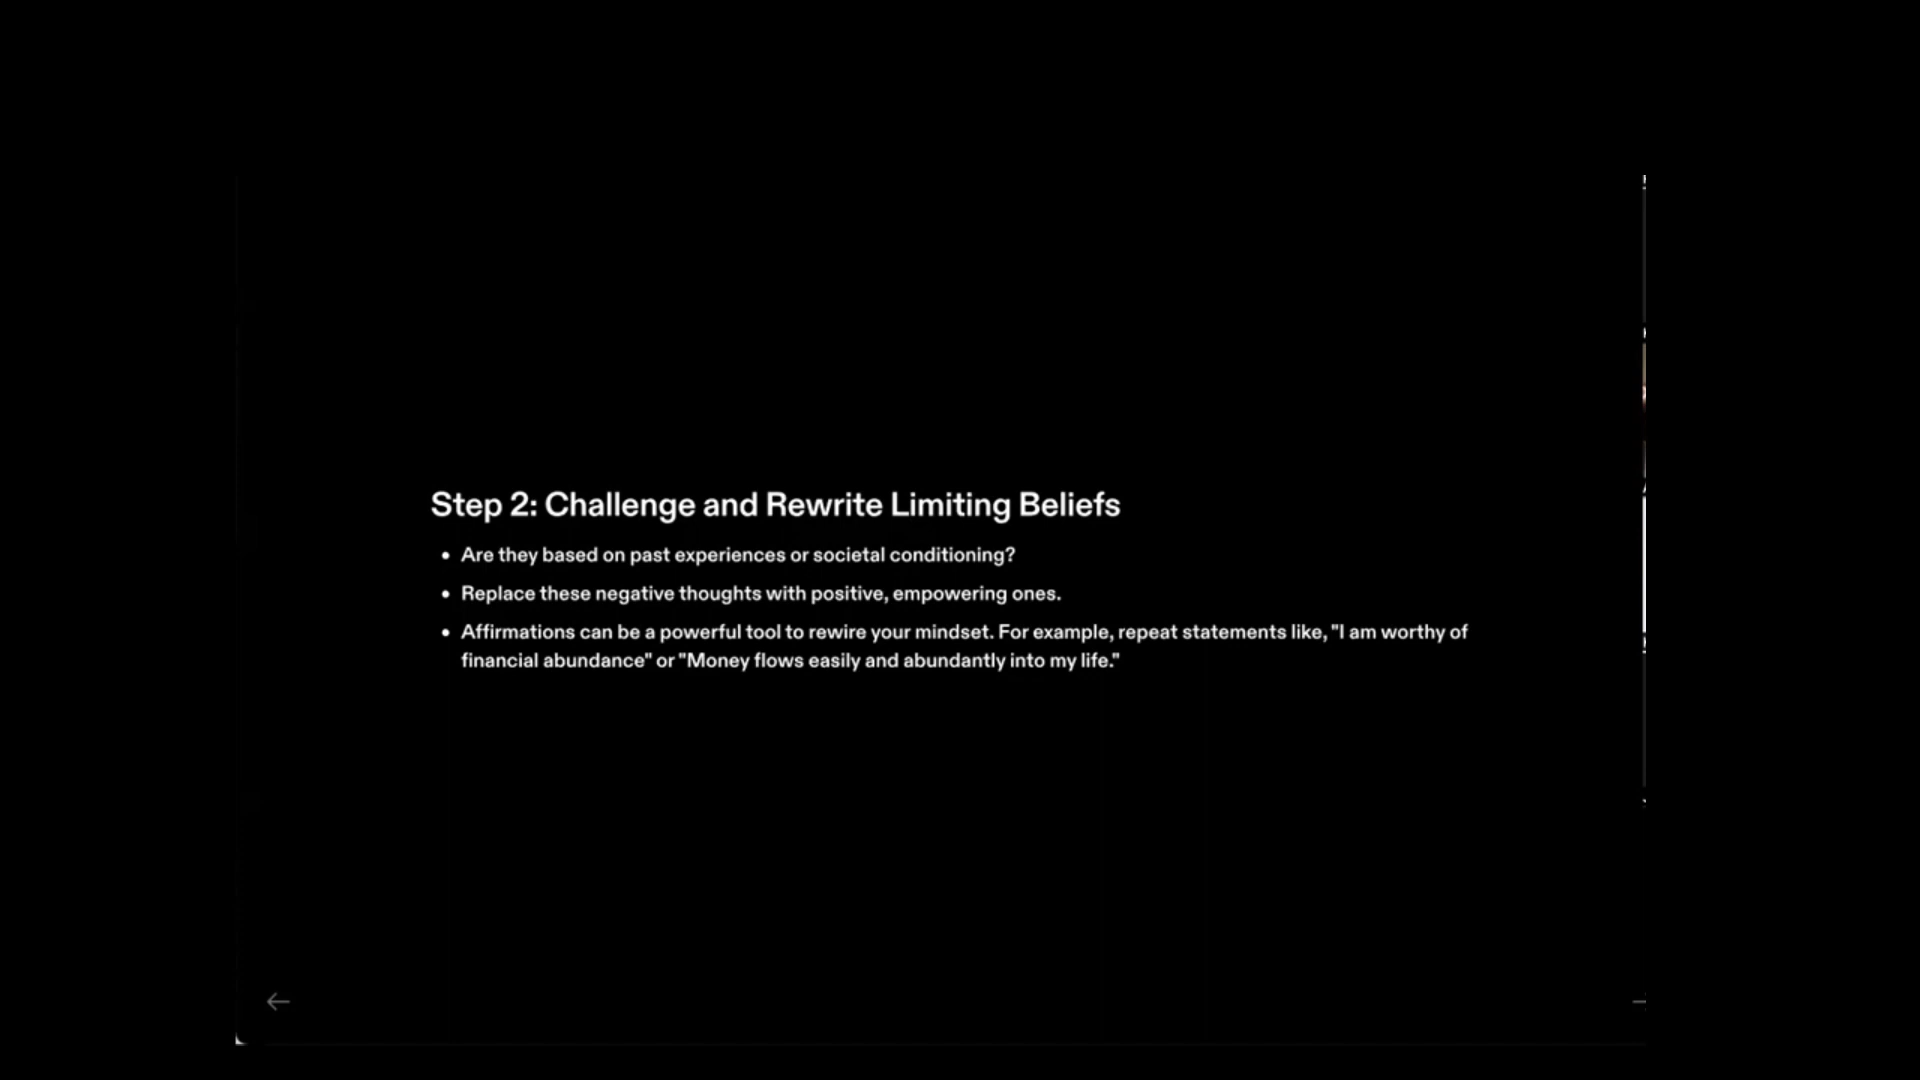 Step 2: Challenge and Rewrite Limiting Beliefs
• Are they based on past experiences or societal conditioning?
• Replace these negative thoughts with positive, empowering ones.
• Affirmations can be a powerful tool to rewire your mindset. For example, repeat statements like, "I am worthy of
financial abundance" or "Money flows easily and abundantly into my life."